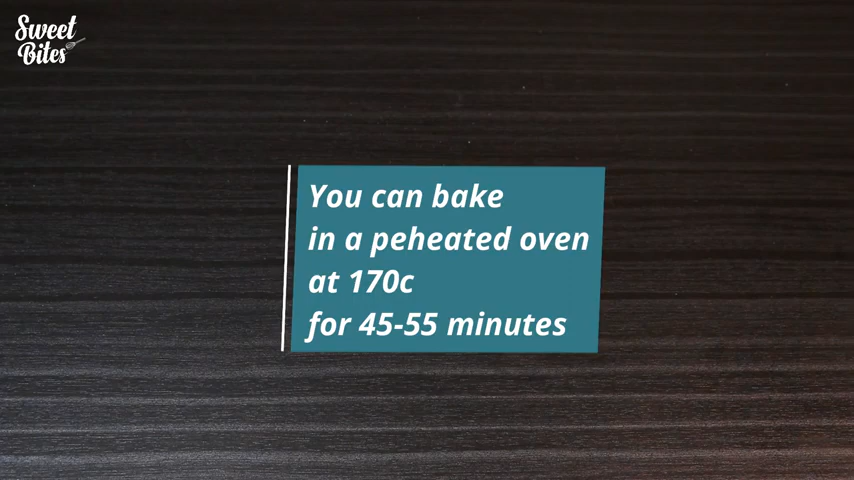 Sweet
Bites
You can bake
in a peheated oven
at 170c
for 45-55 minutes